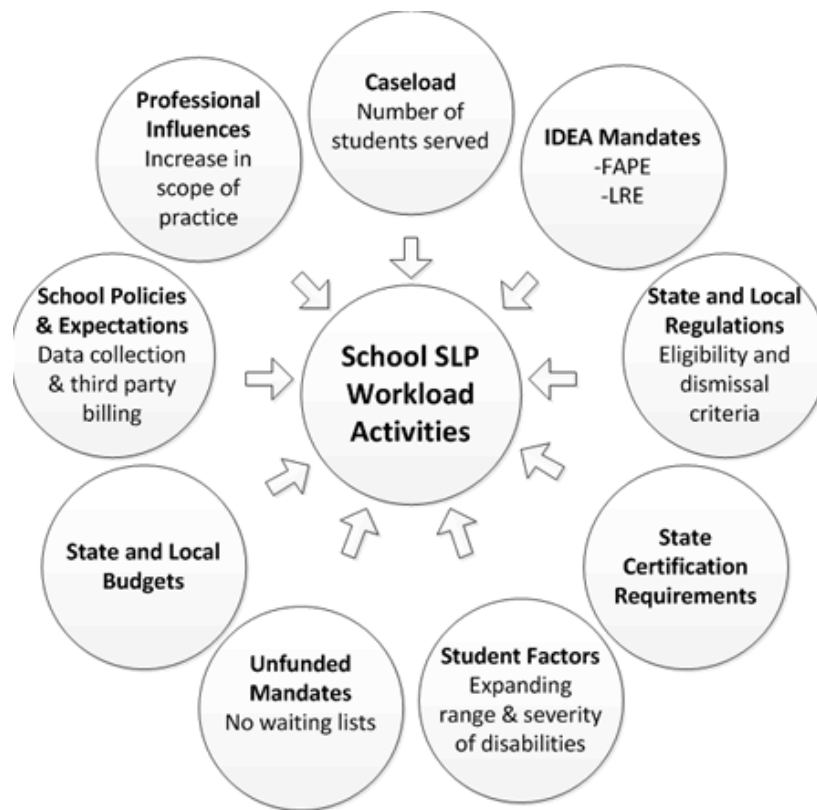 Caseload
Number of
students served
IDEA Mandates
-FAPE
-LRE
State and Local
Regulations
Eligibility and
dismissal
criteria
State
Certification
Requirements
Student Factors
Expanding
range & severity
of disabilities
Unfunded
Mandates
No waiting lists
State and Local
Budgets
School Policies
& Expectations
Data collection
& third party
billing
Professional
Influences
Increase in
scope of
practice
School SLP
Workload
Activities